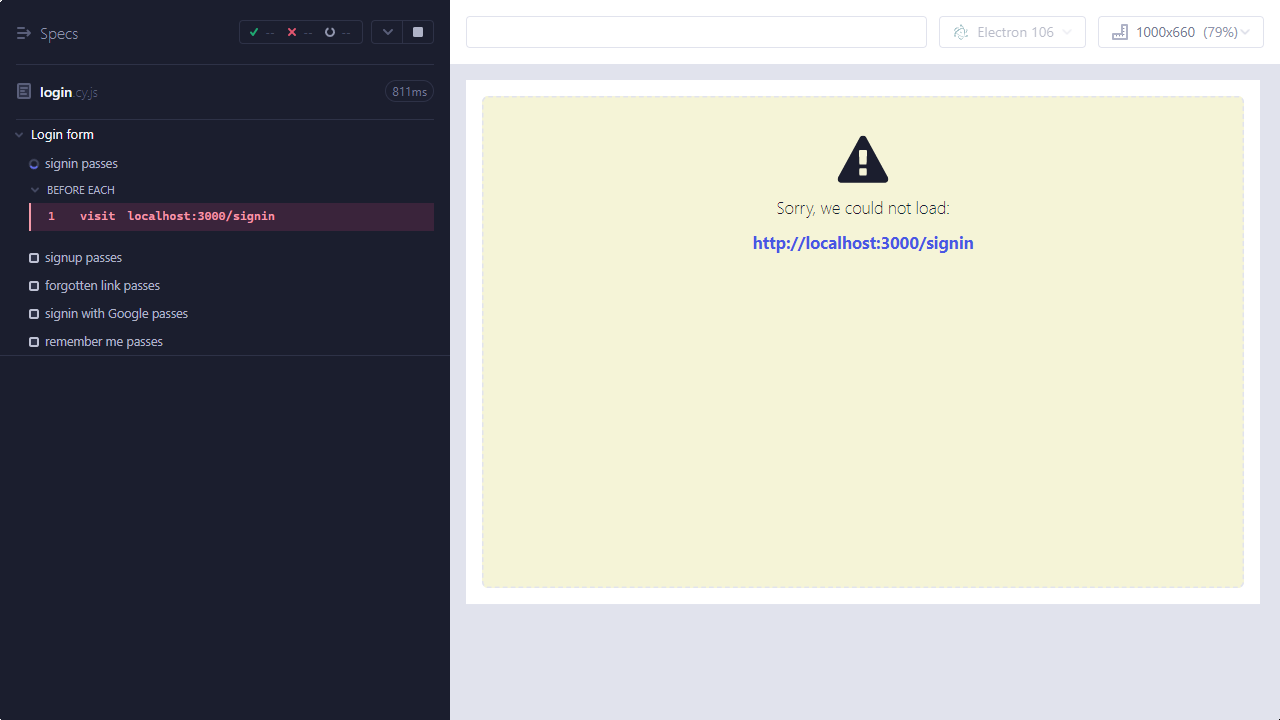 Specs
-- -- --
login.cy.js 811ms
Login form
signin passes
BEFORE EACH
1 visit localhost:3000/signin
signup passes
forgotten link passes
signin with Google passes
remember me passes
Electron 106
1000x660 (79%)
Sorry, we could not load:
http://localhost:3000/signin